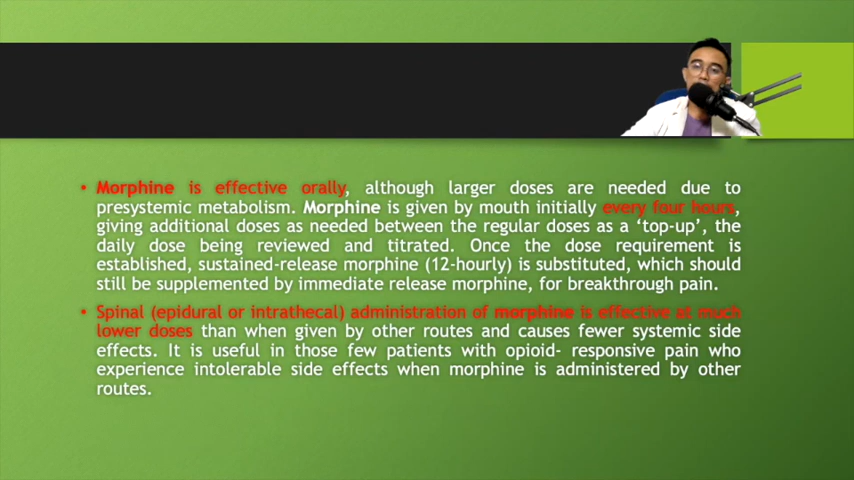 • Morphine is effective orally, although larger doses are needed due to
presystemic metabolism. Morphine is given by mouth initially every four hours,
giving additional doses as needed between the regular doses as a ‘top-up’, the
daily dose being reviewed and titrated. Once the dose requirement is
established, sustained-release morphine (12-hourly) is substituted, which should
still be supplemented by immediate release morphine, for breakthrough pain.
• Spinal (epidural or intrathecal) administration of morphine is effective at much
lower doses than when given by other routes and causes fewer systemic side
effects. It is useful in those few patients with opioid- responsive pain who
experience intolerable side effects when morphine is administered by other
routes.